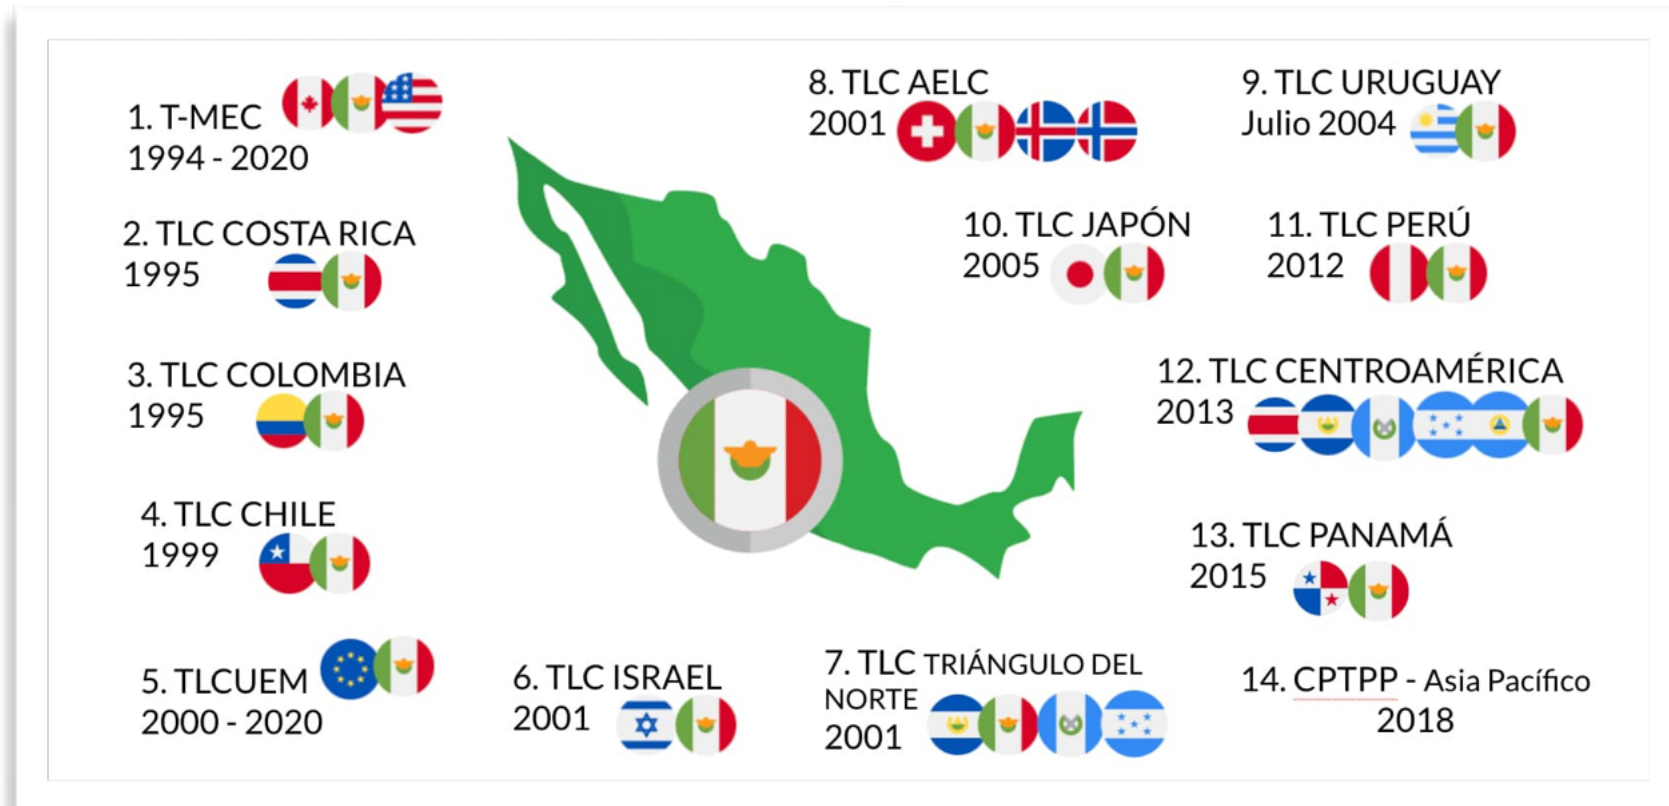 1. T-MEC
1994 - 2020
2. TLC COSTA RICA
1995
3. TLC COLOMBIA
1995
4. TLC CHILE
1999
5. TLCUEM
2000 - 2020
6. TLC ISRAEL
2001
7. TLC TRIÁNGULO DEL
NORTE
2001
8. TLC AELC
2001
9. TLC URUGUAY
Julio 2004
10. TLC JAPÓN
2005
11. TLC PERÚ
2012
12. TLC CENTROAMÉRICA
2013
13. TLC PANAMÁ
2015
14. CPTPP - Asia Pacífico
2018